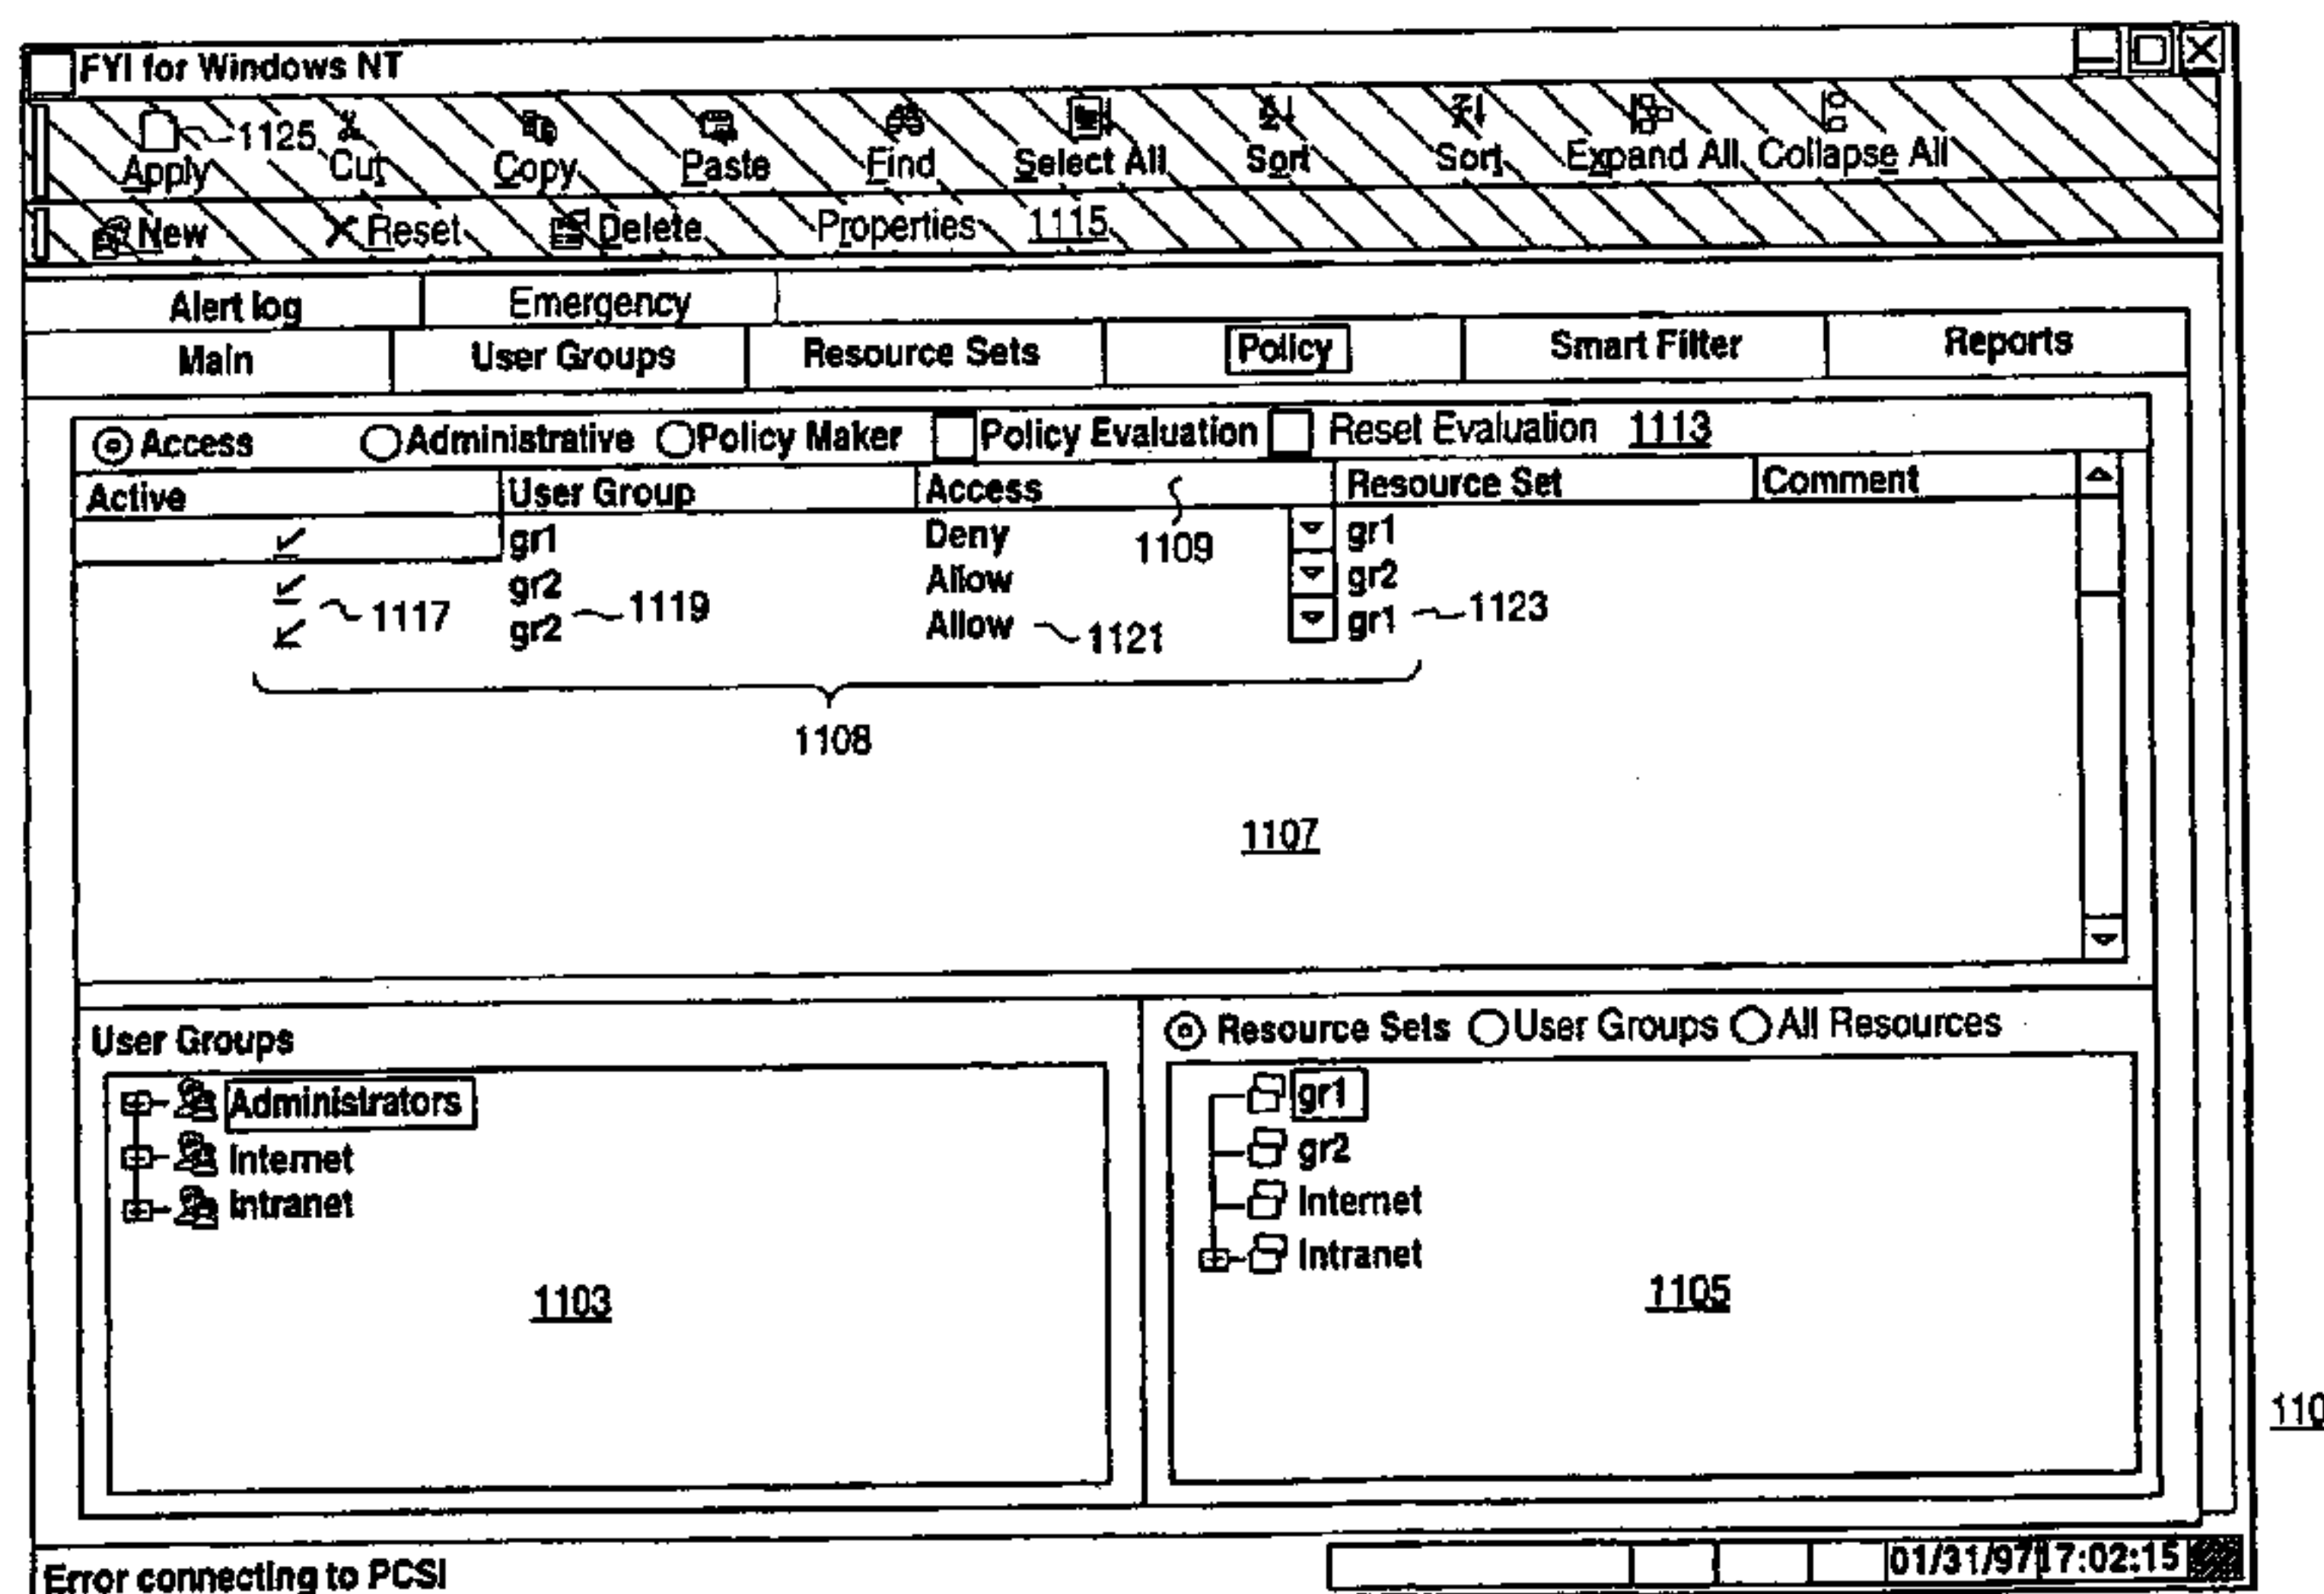 FYI for Windows NT
1125
Apply Cut Copy Paste Find Select All Sort Sort Expand All Collapse All
New Reset Delete Properties 1115
Alert log Emergency
Main User Groups Resource Sets Policy Smart Filter Reports
Access Administrative Policy Maker Policy Evaluation Reset Evaluation 1113
Active User Group Access Resource Set Comment
gr1 Deny 1109 gr1
gr2 Allow gr2
1117 gr2 1119 Allow 1121 gr1 1123
1108
1107
User Groups
Administrators
Internet
Intranet
1103
Resource Sets User Groups All Resources
gr1
gr2
Internet
Intranet
1105
110
Error connecting to PCSI
01/31/97 17:02:15